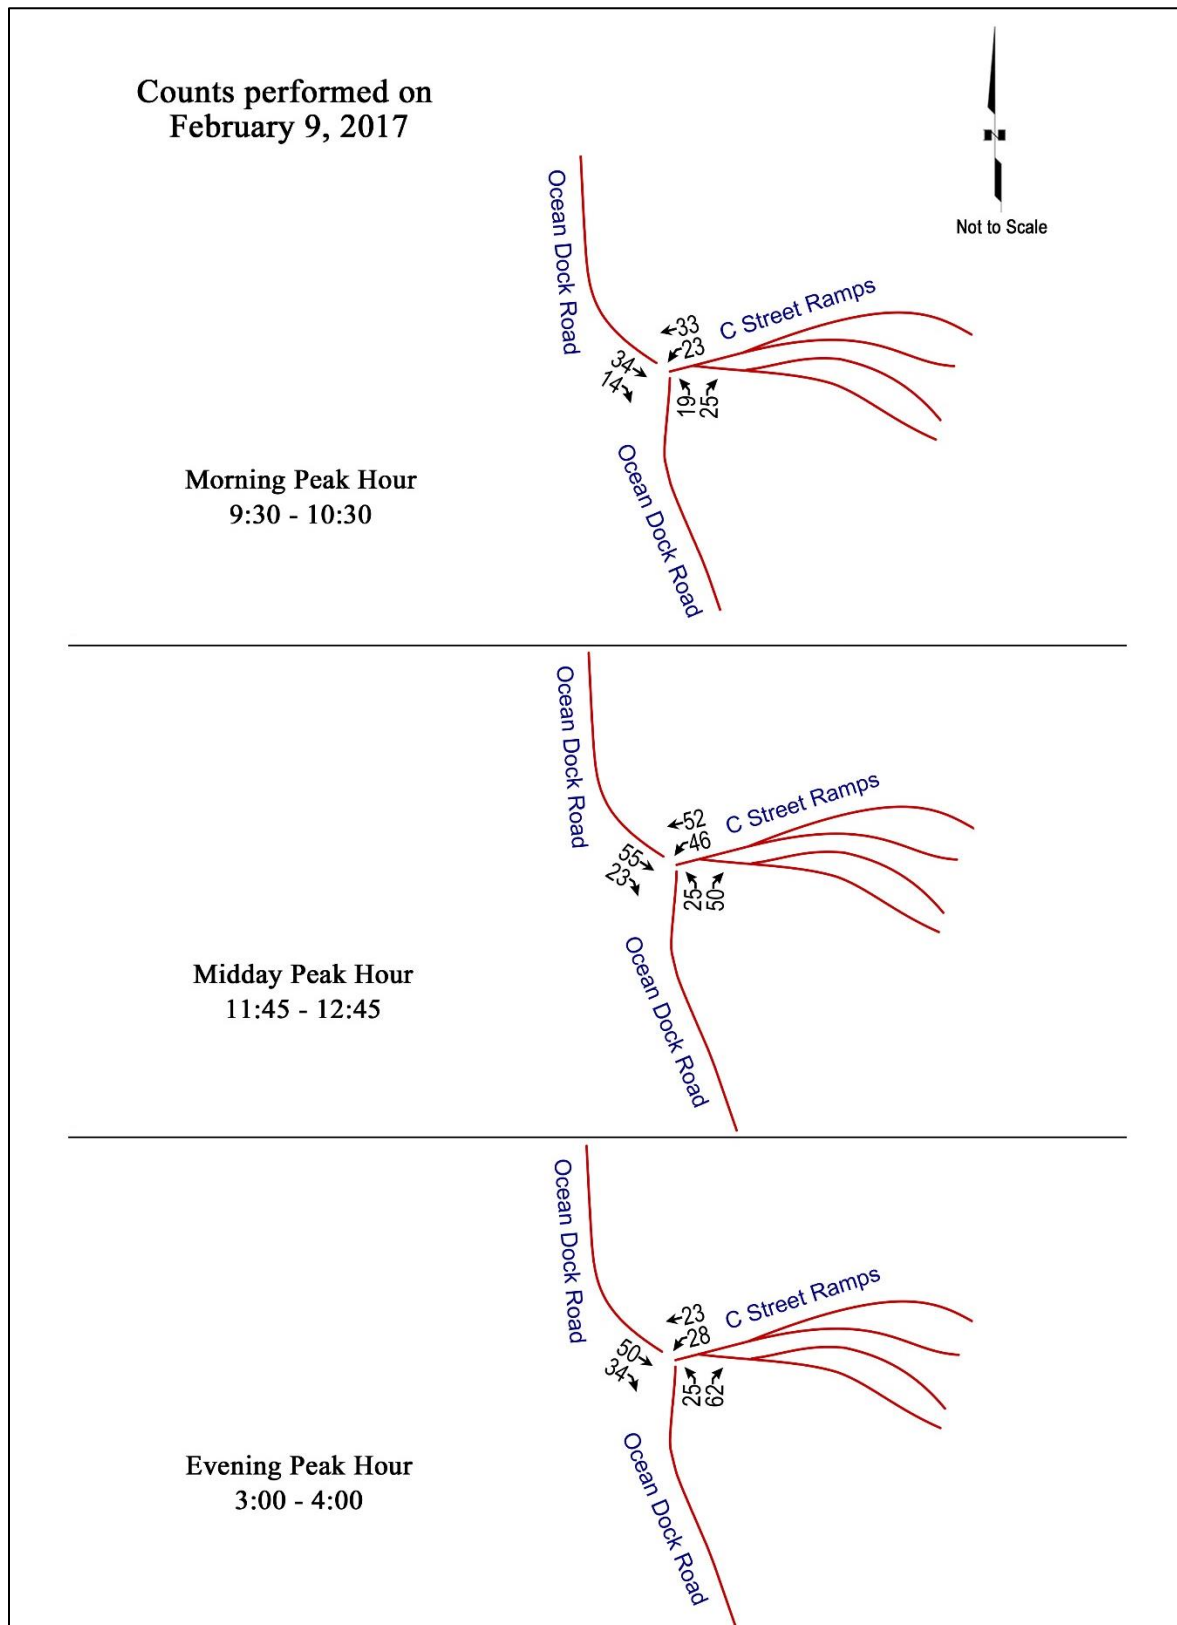 Counts performed on
February 9, 2017
N
Not to Scale
Ocean Dock Road
C Street Ramps
33
23
34
14
19
25
Ocean Dock Road
Morning Peak Hour
9:30 - 10:30
Ocean Dock Road
C Street Ramps
52
46
55
23
25
50
Ocean Dock Road
Midday Peak Hour
11:45 - 12:45
Ocean Dock Road
C Street Ramps
23
28
50
34
25
62
Ocean Dock Road
Evening Peak Hour
3:00 - 4:00